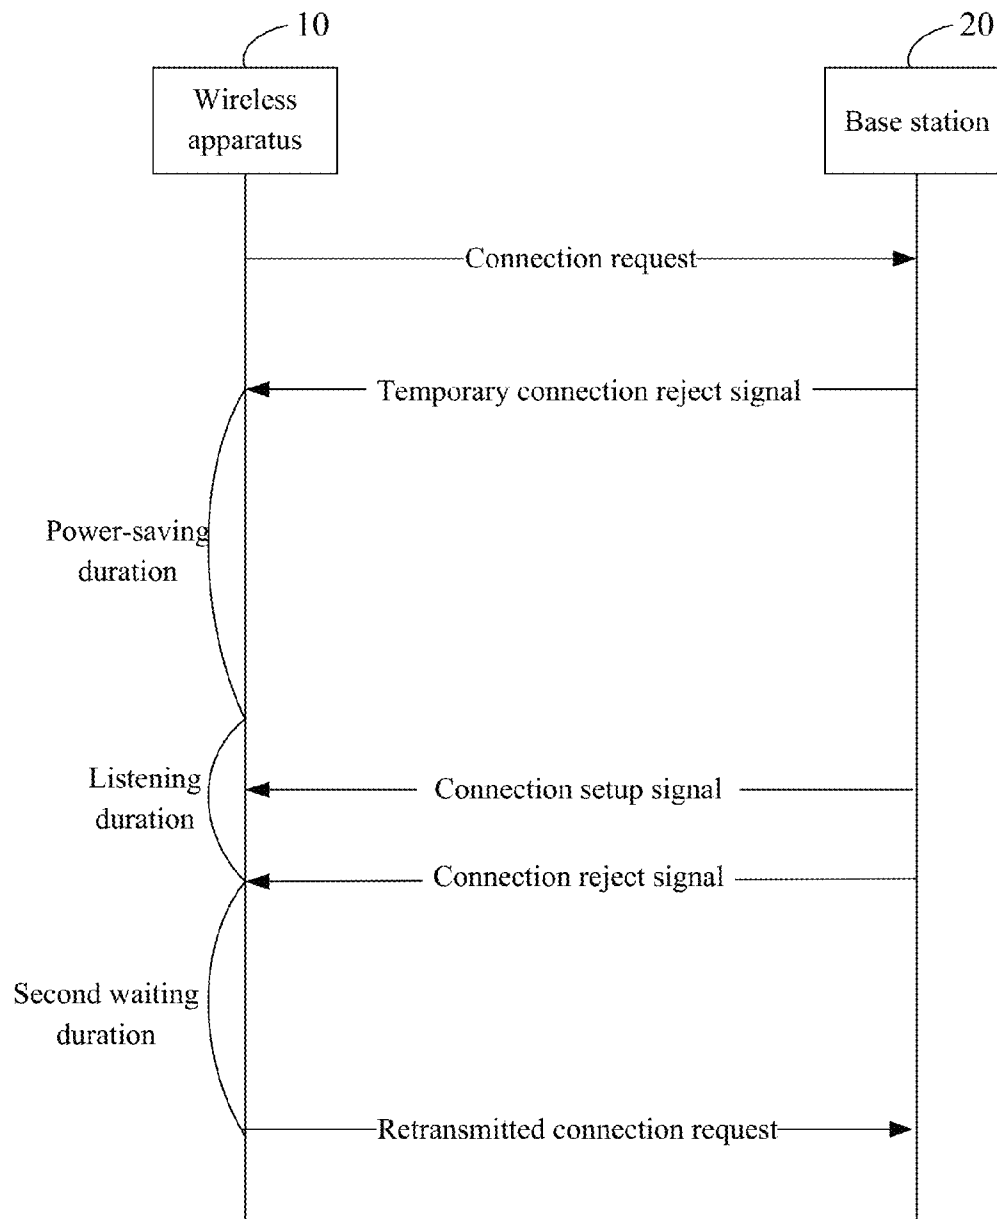 10
20
Wireless
apparatus
Base station
Connection request
Temporary connection reject signal
Power-saving
duration
Listening
duration
Connection setup signal
Connection reject signal
Second waiting
duration
Retransmitted connection request